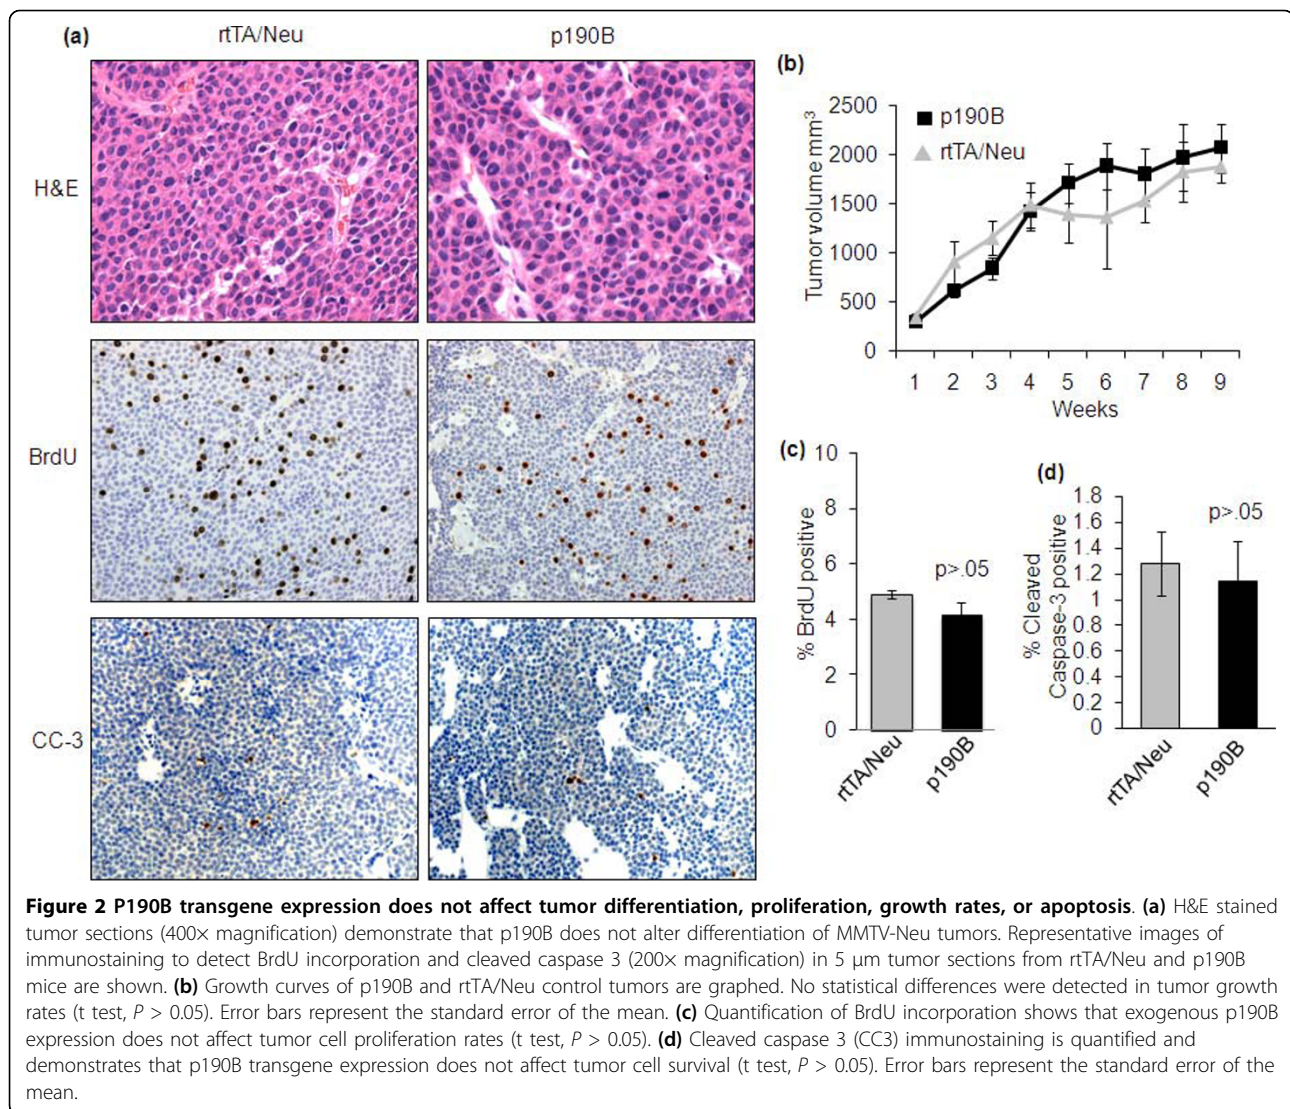 (a)
rtTA/Neu
p190B
H&E
BrdU
CC-3
(b)
Tumor volume mm³
2500
2000
1500
1000
500
0
p190B
rtTA/Neu
1 2 3 4 5 6 7 8 9
Weeks
(c)
% BrdU positive
10
8
6
4
2
0
p>.05
rtTA/Neu
p190B
(d)
% Cleaved
Caspase-3 positive
1.8
1.6
1.4
1.2
1
0.8
0.6
0.4
0.2
0
p>.05
rtTA/Neu
p190B
Figure 2 P190B transgene expression does not affect tumor differentiation, proliferation, growth rates, or apoptosis. (a) H&E stained
tumor sections (400× magnification) demonstrate that p190B does not alter differentiation of MMTV-Neu tumors. Representative images of
immunostaining to detect BrdU incorporation and cleaved caspase 3 (200× magnification) in 5 μm tumor sections from rtTA/Neu and p190B
mice are shown. (b) Growth curves of p190B and rtTA/Neu control tumors are graphed. No statistical differences were detected in tumor growth
rates (t test, P > 0.05). Error bars represent the standard error of the mean. (c) Quantification of BrdU incorporation shows that exogenous p190B
expression does not affect tumor cell proliferation rates (t test, P > 0.05). (d) Cleaved caspase 3 (CC3) immunostaining is quantified and
demonstrates that p190B transgene expression does not affect tumor cell survival (t test, P > 0.05). Error bars represent the standard error of the
mean.